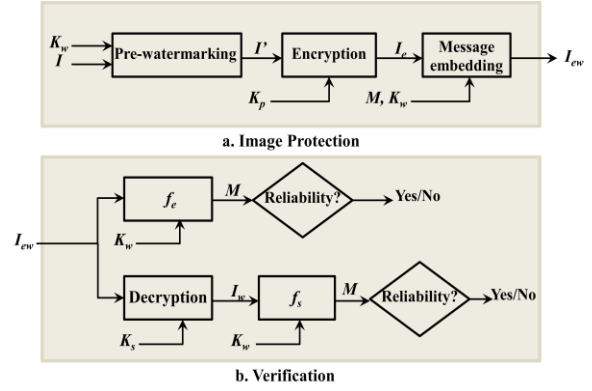 K_w
I
Pre-watermarking
I'
Encryption
I_e
Message
embedding
I_ew
K_p
M, K_w
a. Image Protection
f_e
M
Reliability?
Yes/No
I_ew
K_w
Decryption
I_w
f_s
M
Reliability?
Yes/No
K_s
K_w
b. Verification